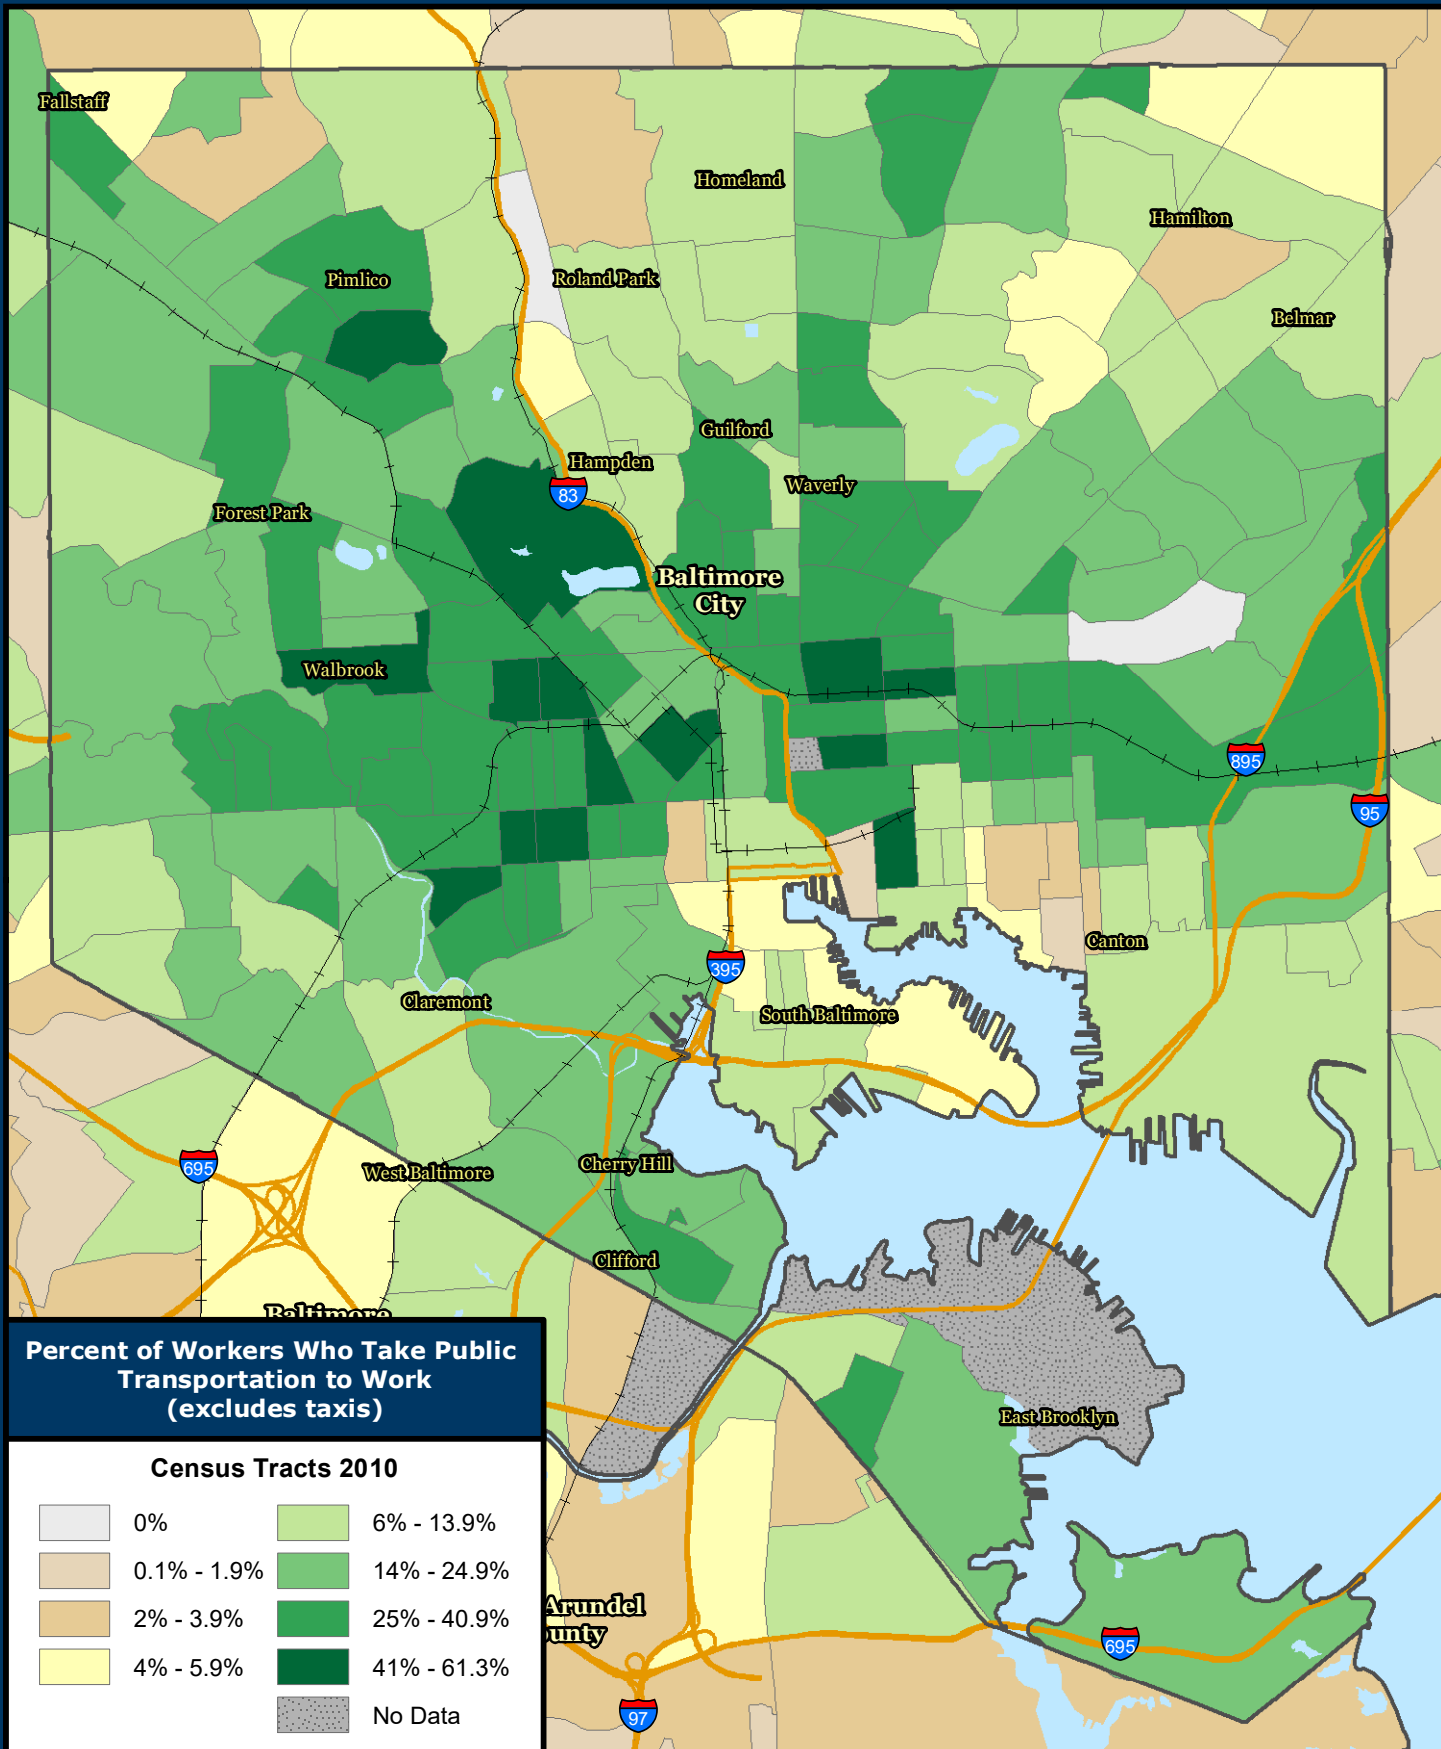 Fallstaff
Homeland
Hamilton
Pimlico
Roland Park
Belmar
Guilford
Hampden
Waverly
83
Forest Park
Baltimore
City
Walbrook
895
95
Canton
395
Claremont
South Baltimore
695
West Baltimore
Cherry Hill
Clifford
Baltimore
East Brooklyn
Arundel
unty
695
97
Percent of Workers Who Take Public
Transportation to Work
(excludes taxis)
Census Tracts 2010
0%
0.1% - 1.9%
2% - 3.9%
4% - 5.9%
6% - 13.9%
14% - 24.9%
25% - 40.9%
41% - 61.3%
No Data